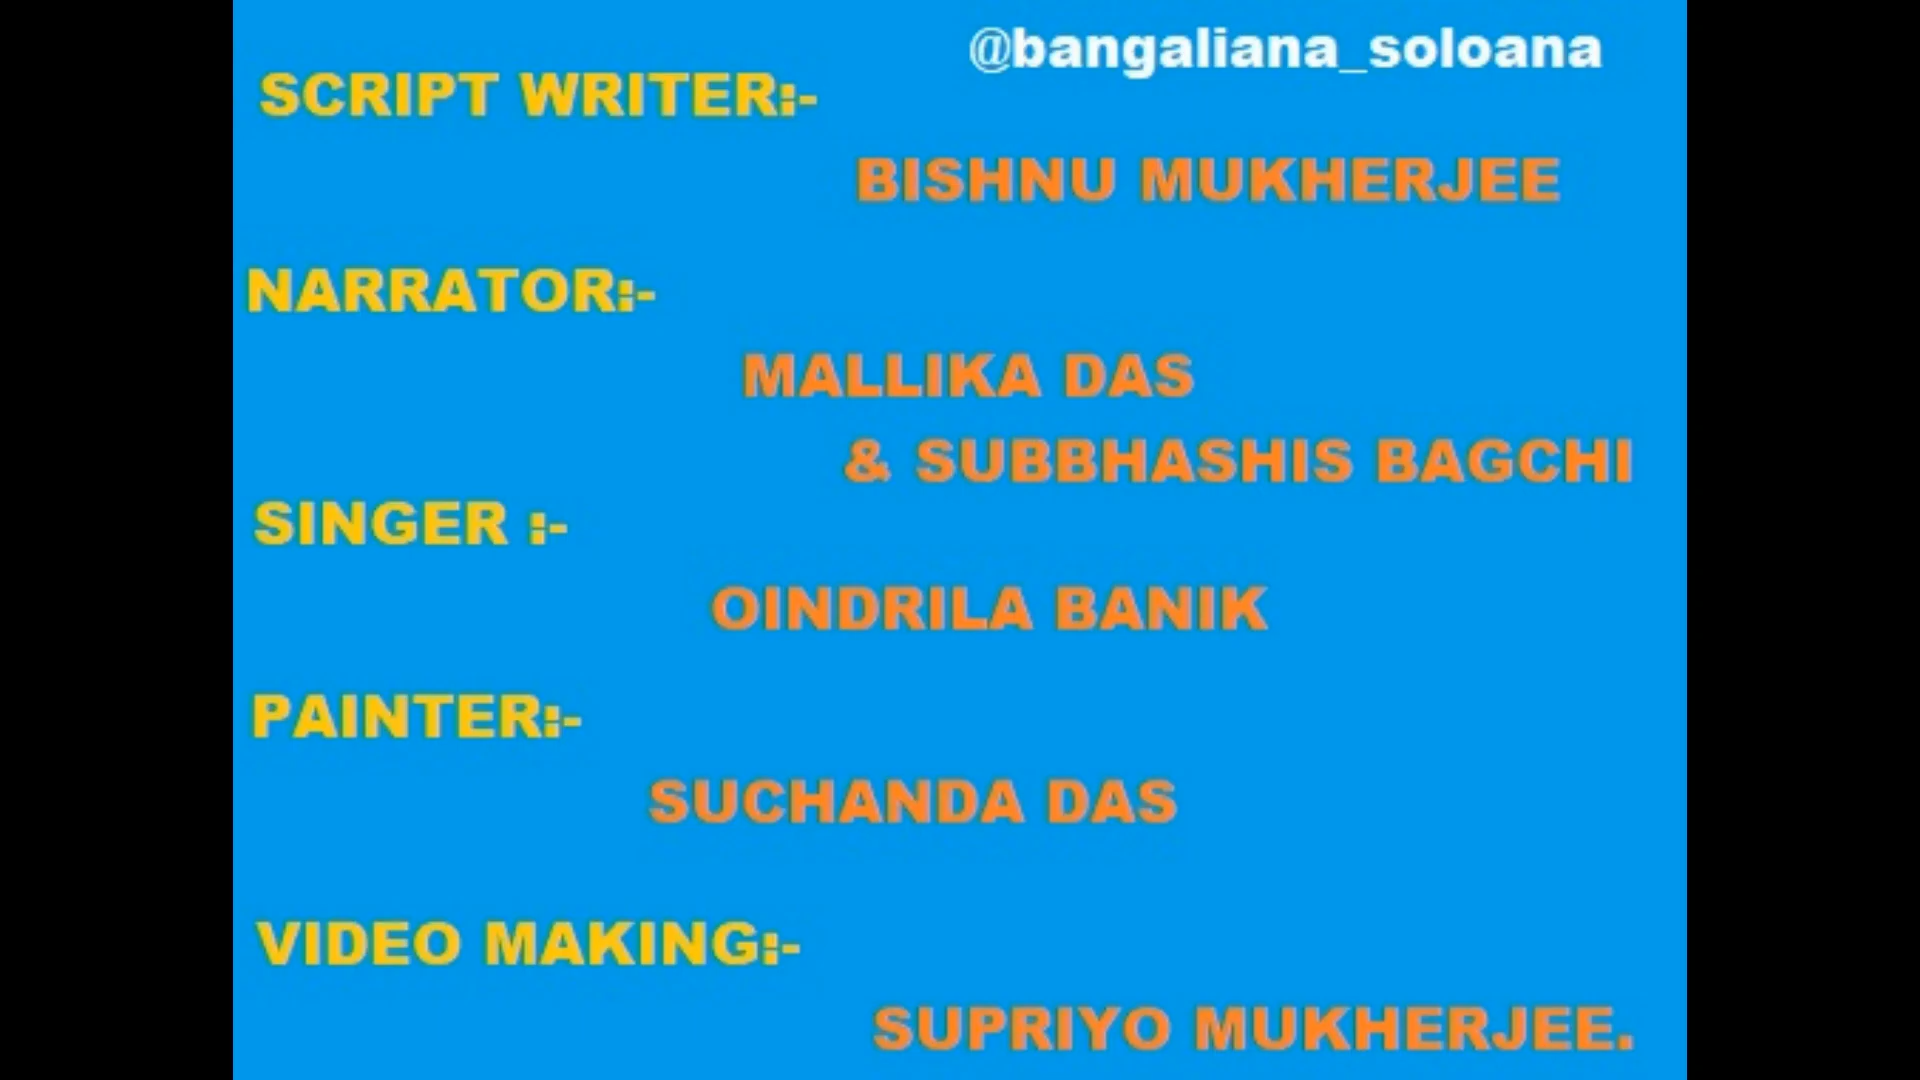 @bangaliana_soloana
SCRIPT WRITER:-
BISHNU MUKHERJEE
NARRATOR:-
MALLIKA DAS
& SUBBHASHIS BAGCHI
SINGER :-
OINDRILA BANIK
PAINTER:-
SUCHANDA DAS
VIDEO MAKING:-
SUPRIYO MUKHERJEE.